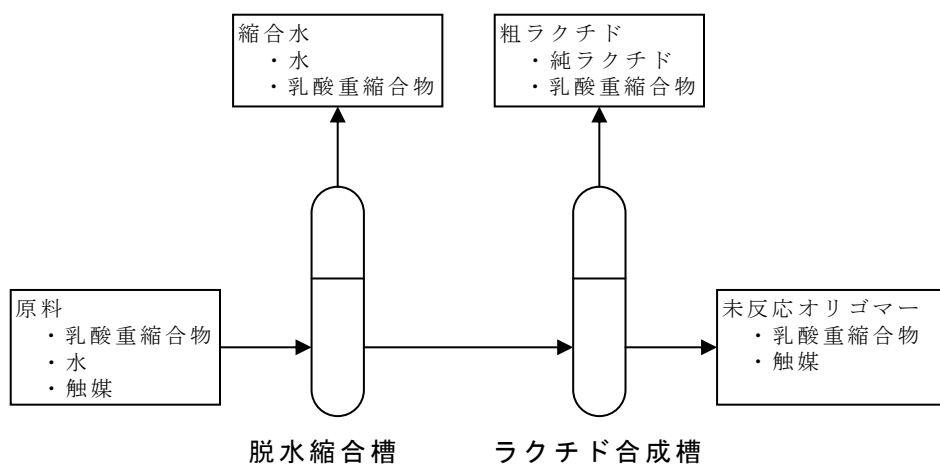 縮合水
・水
・乳酸重縮合物
粗ラクチド
・純ラクチド
・乳酸重縮合物
原料
・乳酸重縮合物
・水
・触媒
未反応オリゴマー
・乳酸重縮合物
・触媒
脱水縮合槽
ラクチド合成槽